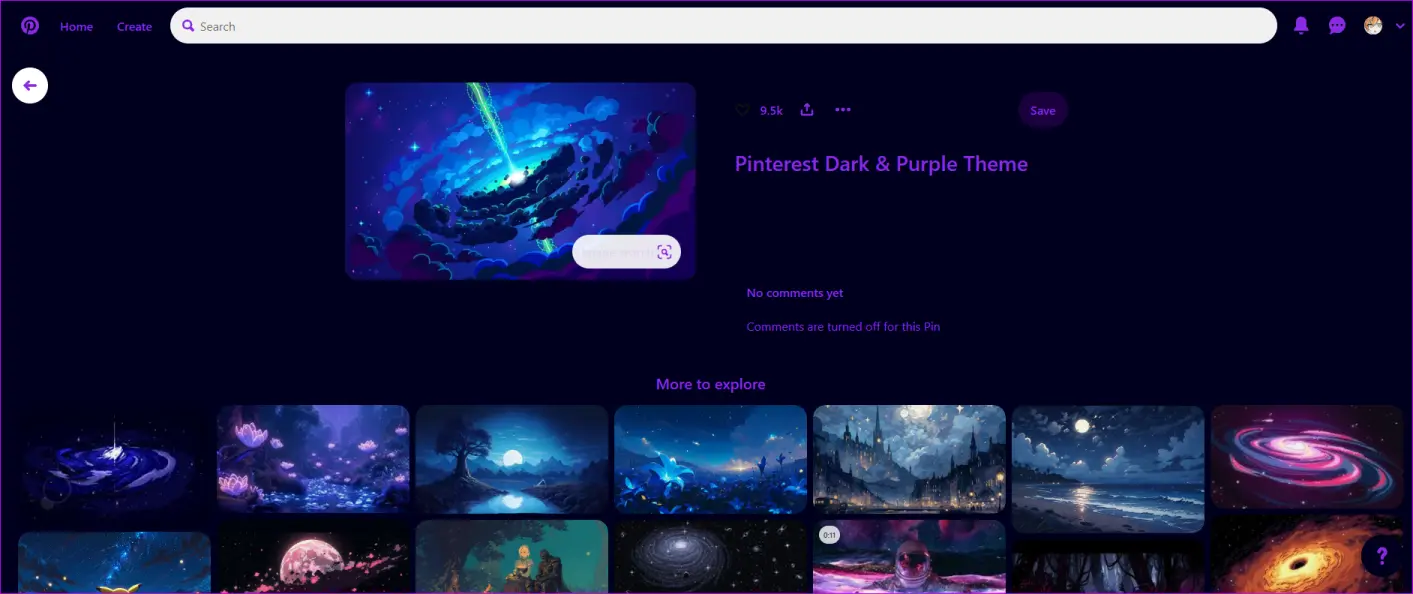 Home
Create
Search
9.5k
Save
Pinterest Dark & Purple Theme
No comments yet
Comments are turned off for this Pin
More to explore
0:11
?